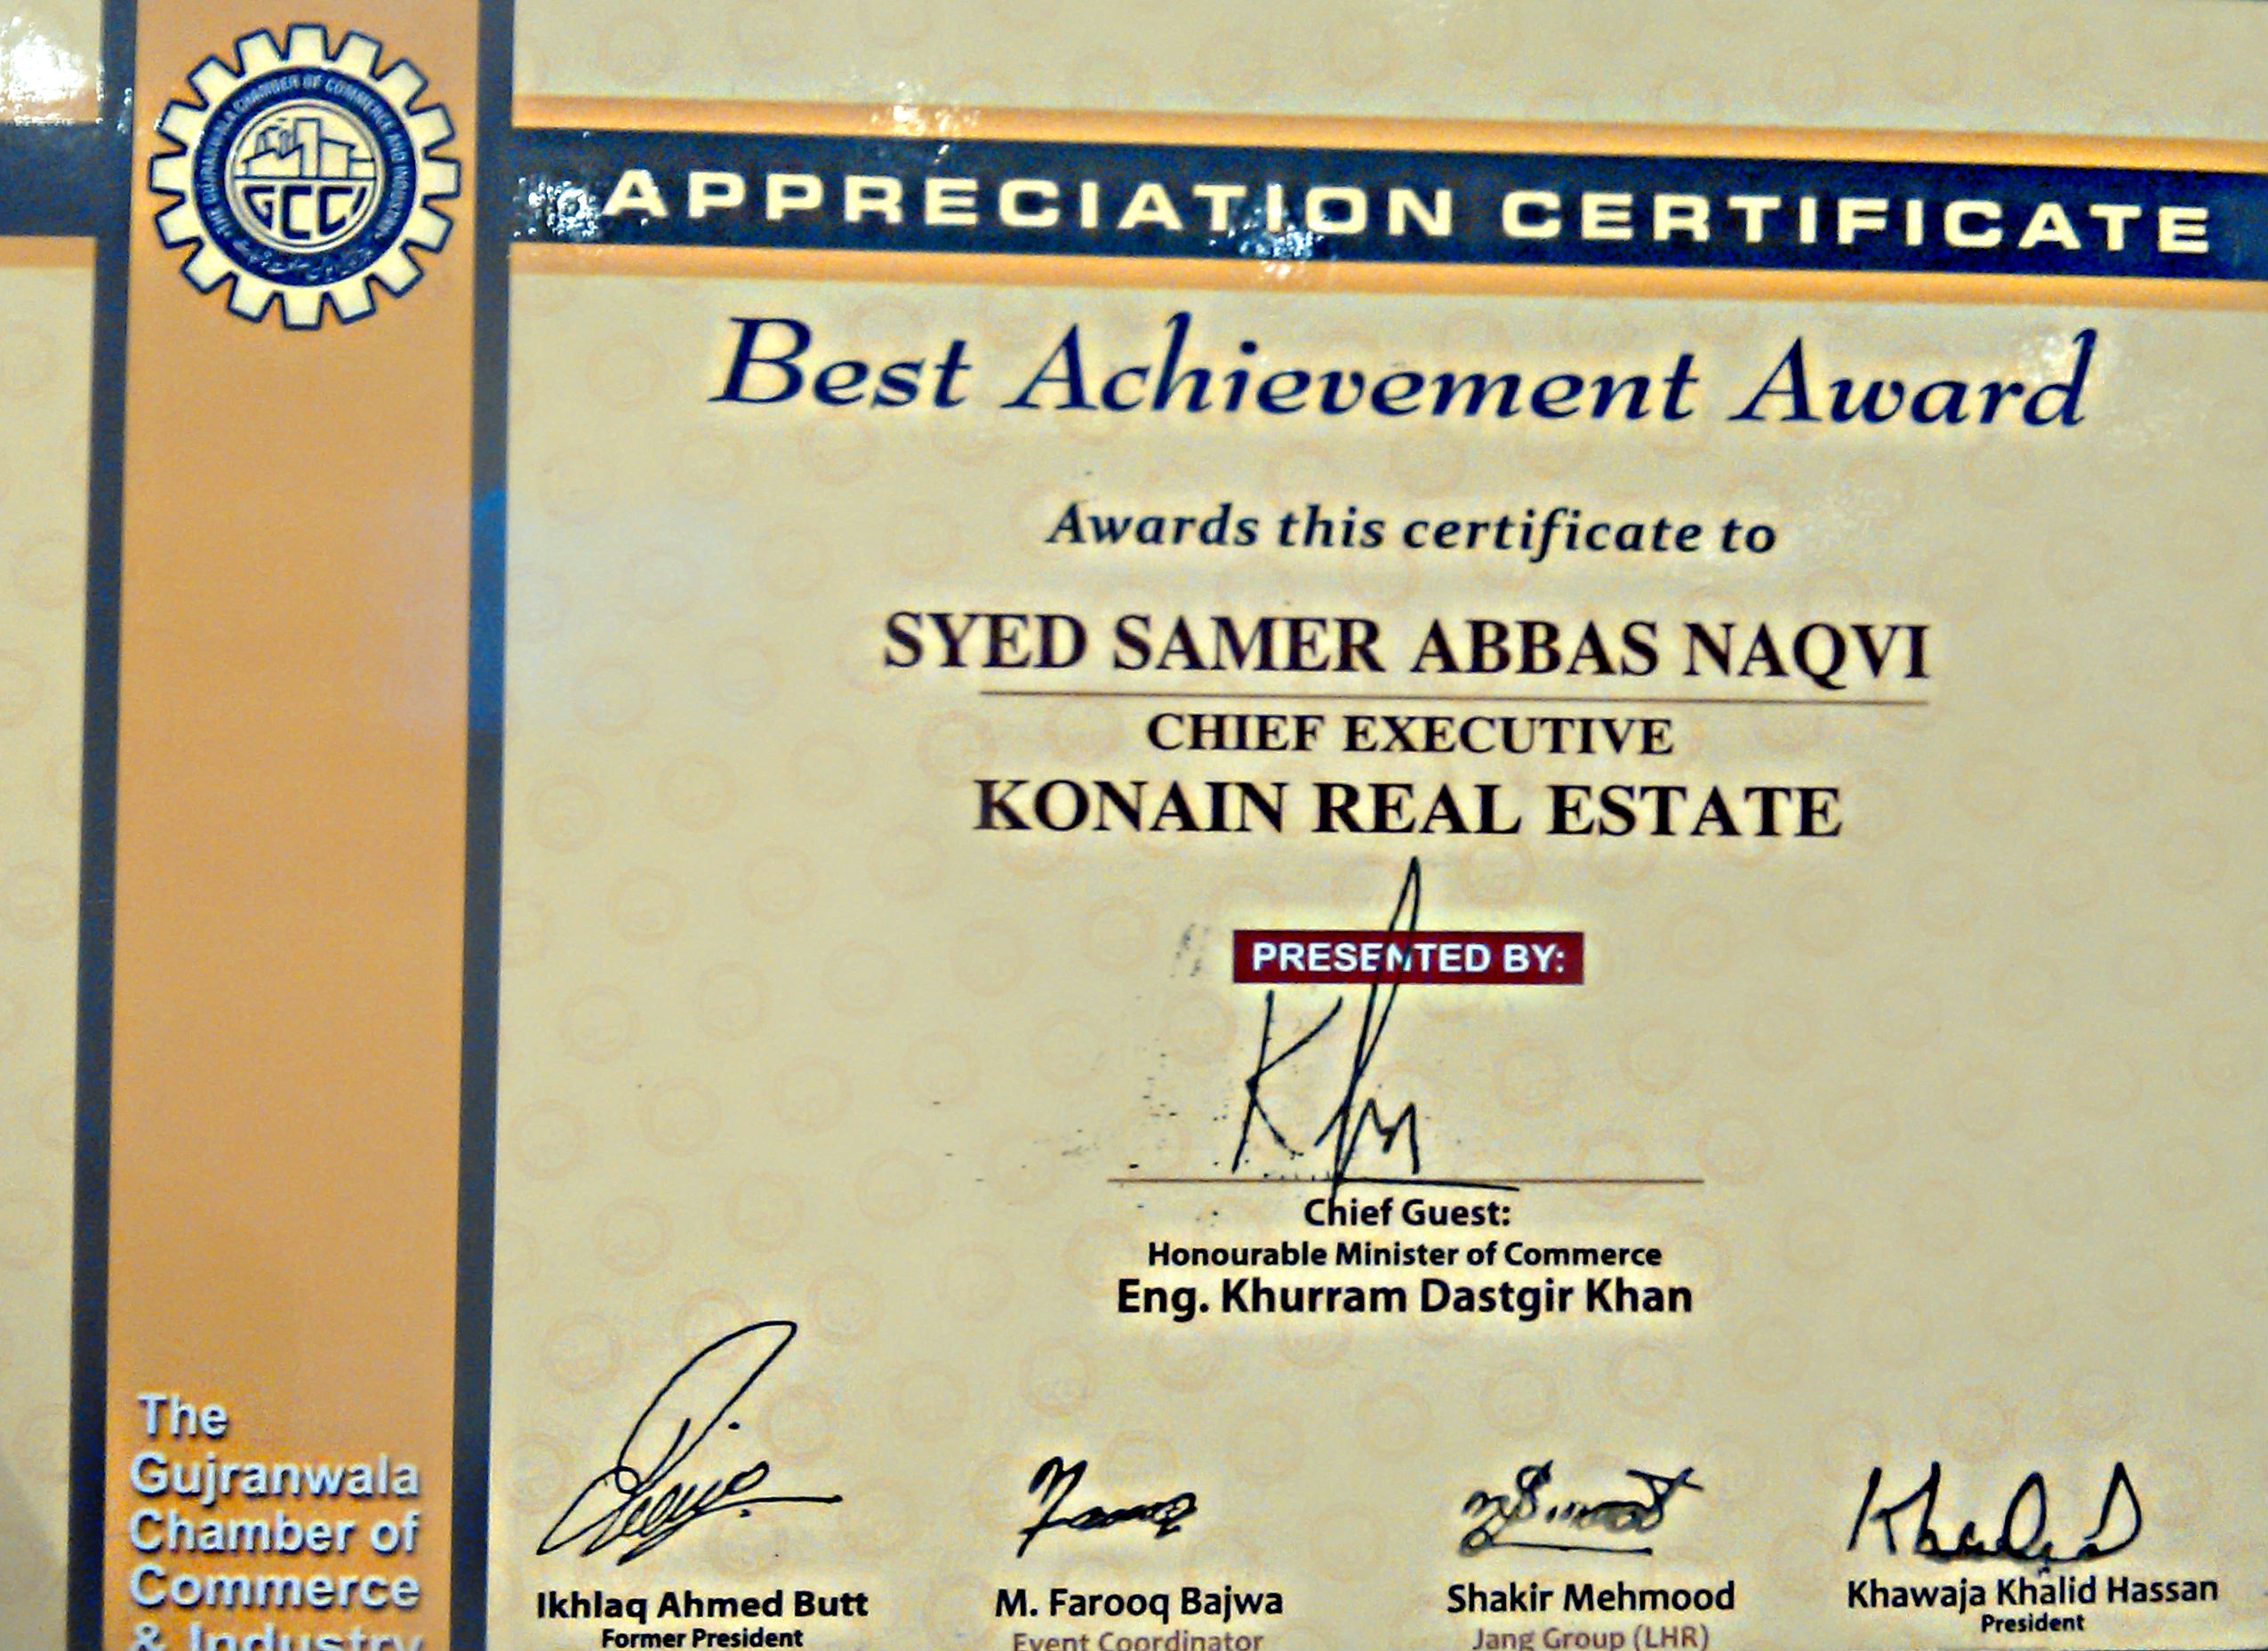 THE GUJRANWALA CHAMBER OF COMMERCE AND INDUSTRY
GCCI
APPRECIATION CERTIFICATE
Best Achievement Award
Awards this certificate to
SYED SAMER ABBAS NAQVI
CHIEF EXECUTIVE
KONAIN REAL ESTATE
PRESENTED BY:
Chief Guest:
Honourable Minister of Commerce
Eng. Khurram Dastgir Khan
Ikhlaq Ahmed Butt
Former President
M. Farooq Bajwa
Event Coordinator
Shakir Mehmood
Jang Group (LHR)
Khalid
Khawaja Khalid Hassan
President
The
Gujranwala
Chamber of
Commerce
& Industry